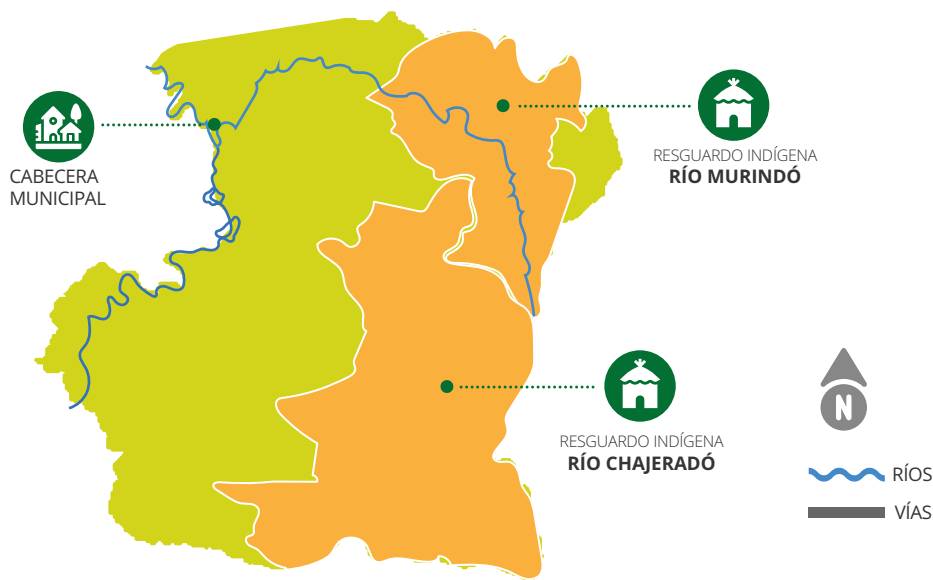 CABECERA
MUNICIPAL
RESGUARDO INDÍGENA
RÍO MURINDÓ
RESGUARDO INDÍGENA
RÍO CHAJERADÓ
N
RÍOS
VÍAS